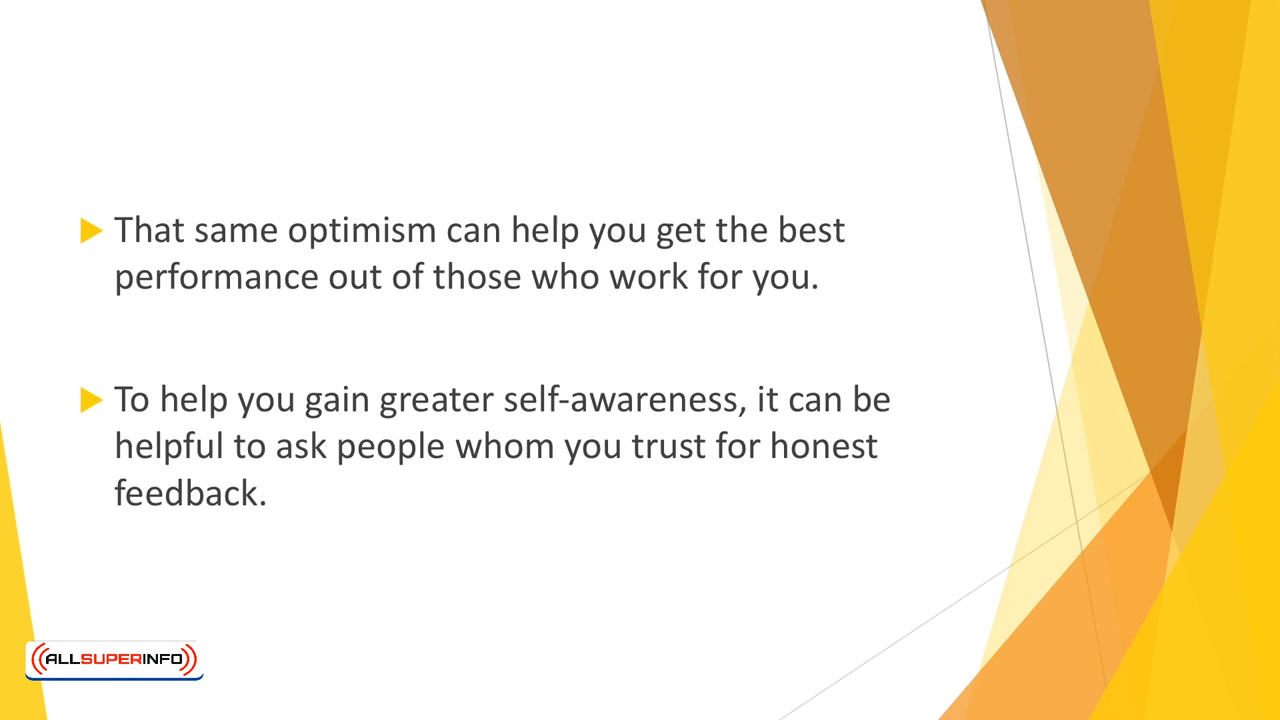 That same optimism can help you get the best
performance out of those who work for you.
To help you gain greater self-awareness, it can be
helpful to ask people whom you trust for honest
feedback.
ALLSUPERINFO